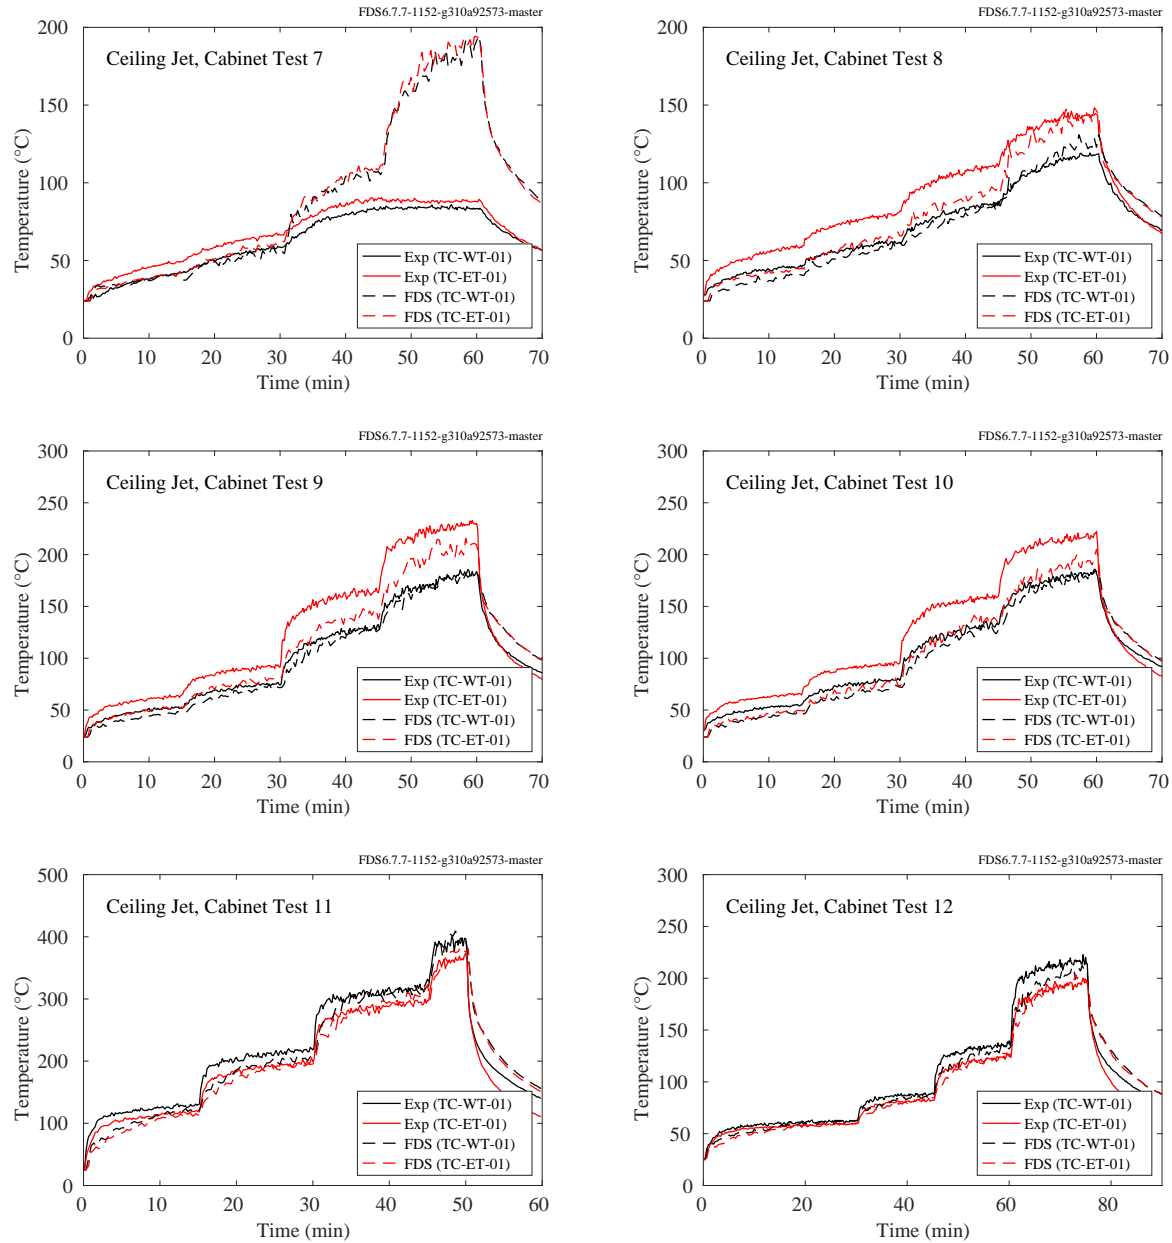 FDS6.7.7-1152-g310a92573-master
Ceiling Jet, Cabinet Test 7
Temperature (°C)
200
150
100
50
0
0 10 20 30 40 50 60 70
Time (min)
Exp (TC-WT-01)
Exp (TC-ET-01)
FDS (TC-WT-01)
FDS (TC-ET-01)
FDS6.7.7-1152-g310a92573-master
Ceiling Jet, Cabinet Test 8
Temperature (°C)
200
150
100
50
0
0 10 20 30 40 50 60 70
Time (min)
Exp (TC-WT-01)
Exp (TC-ET-01)
FDS (TC-WT-01)
FDS (TC-ET-01)
FDS6.7.7-1152-g310a92573-master
Ceiling Jet, Cabinet Test 9
Temperature (°C)
300
250
200
150
100
50
0
0 10 20 30 40 50 60 70
Time (min)
Exp (TC-WT-01)
Exp (TC-ET-01)
FDS (TC-WT-01)
FDS (TC-ET-01)
FDS6.7.7-1152-g310a92573-master
Ceiling Jet, Cabinet Test 10
Temperature (°C)
300
250
200
150
100
50
0
0 10 20 30 40 50 60 70
Time (min)
Exp (TC-WT-01)
Exp (TC-ET-01)
FDS (TC-WT-01)
FDS (TC-ET-01)
FDS6.7.7-1152-g310a92573-master
Ceiling Jet, Cabinet Test 11
Temperature (°C)
500
400
300
200
100
0
0 10 20 30 40 50 60
Time (min)
Exp (TC-WT-01)
Exp (TC-ET-01)
FDS (TC-WT-01)
FDS (TC-ET-01)
FDS6.7.7-1152-g310a92573-master
Ceiling Jet, Cabinet Test 12
Temperature (°C)
300
250
200
150
100
50
0
0 20 40 60 80
Time (min)
Exp (TC-WT-01)
Exp (TC-ET-01)
FDS (TC-WT-01)
FDS (TC-ET-01)